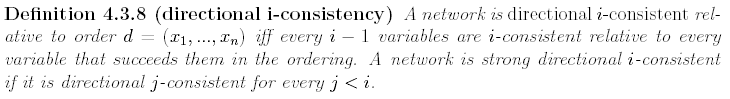 Definition 4.3.8 (directional i-consistency) A network is directional i-consistent rel-
ative to order d = (x₁, ..., xₙ) iff every i − 1 variables are i-consistent relative to every
variable that succeeds them in the ordering. A network is strong directional i-consistent
if it is directional j-consistent for every j < i.